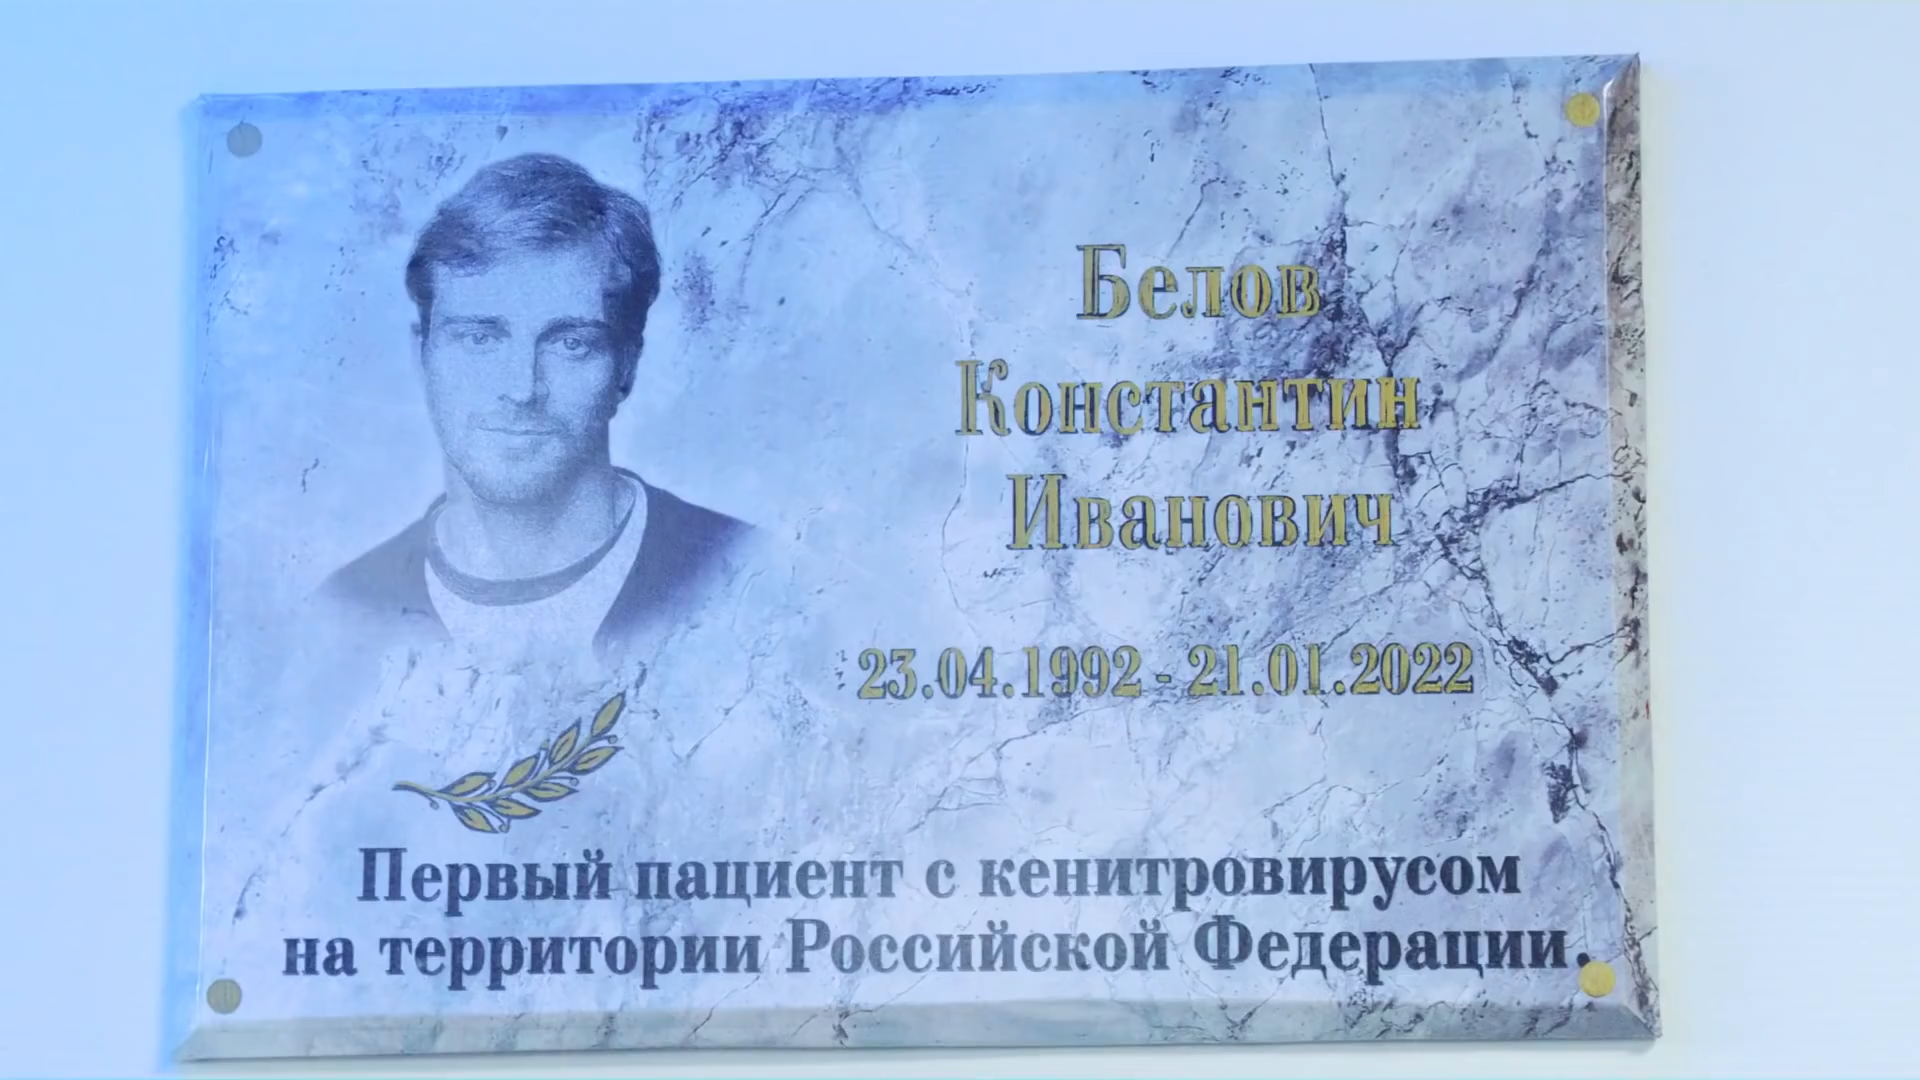 Белов
Константин
Иванович
23.04.1992 - 21.01.2022
Первый пациент с кенитровирусом
на территории Российской Федерации.